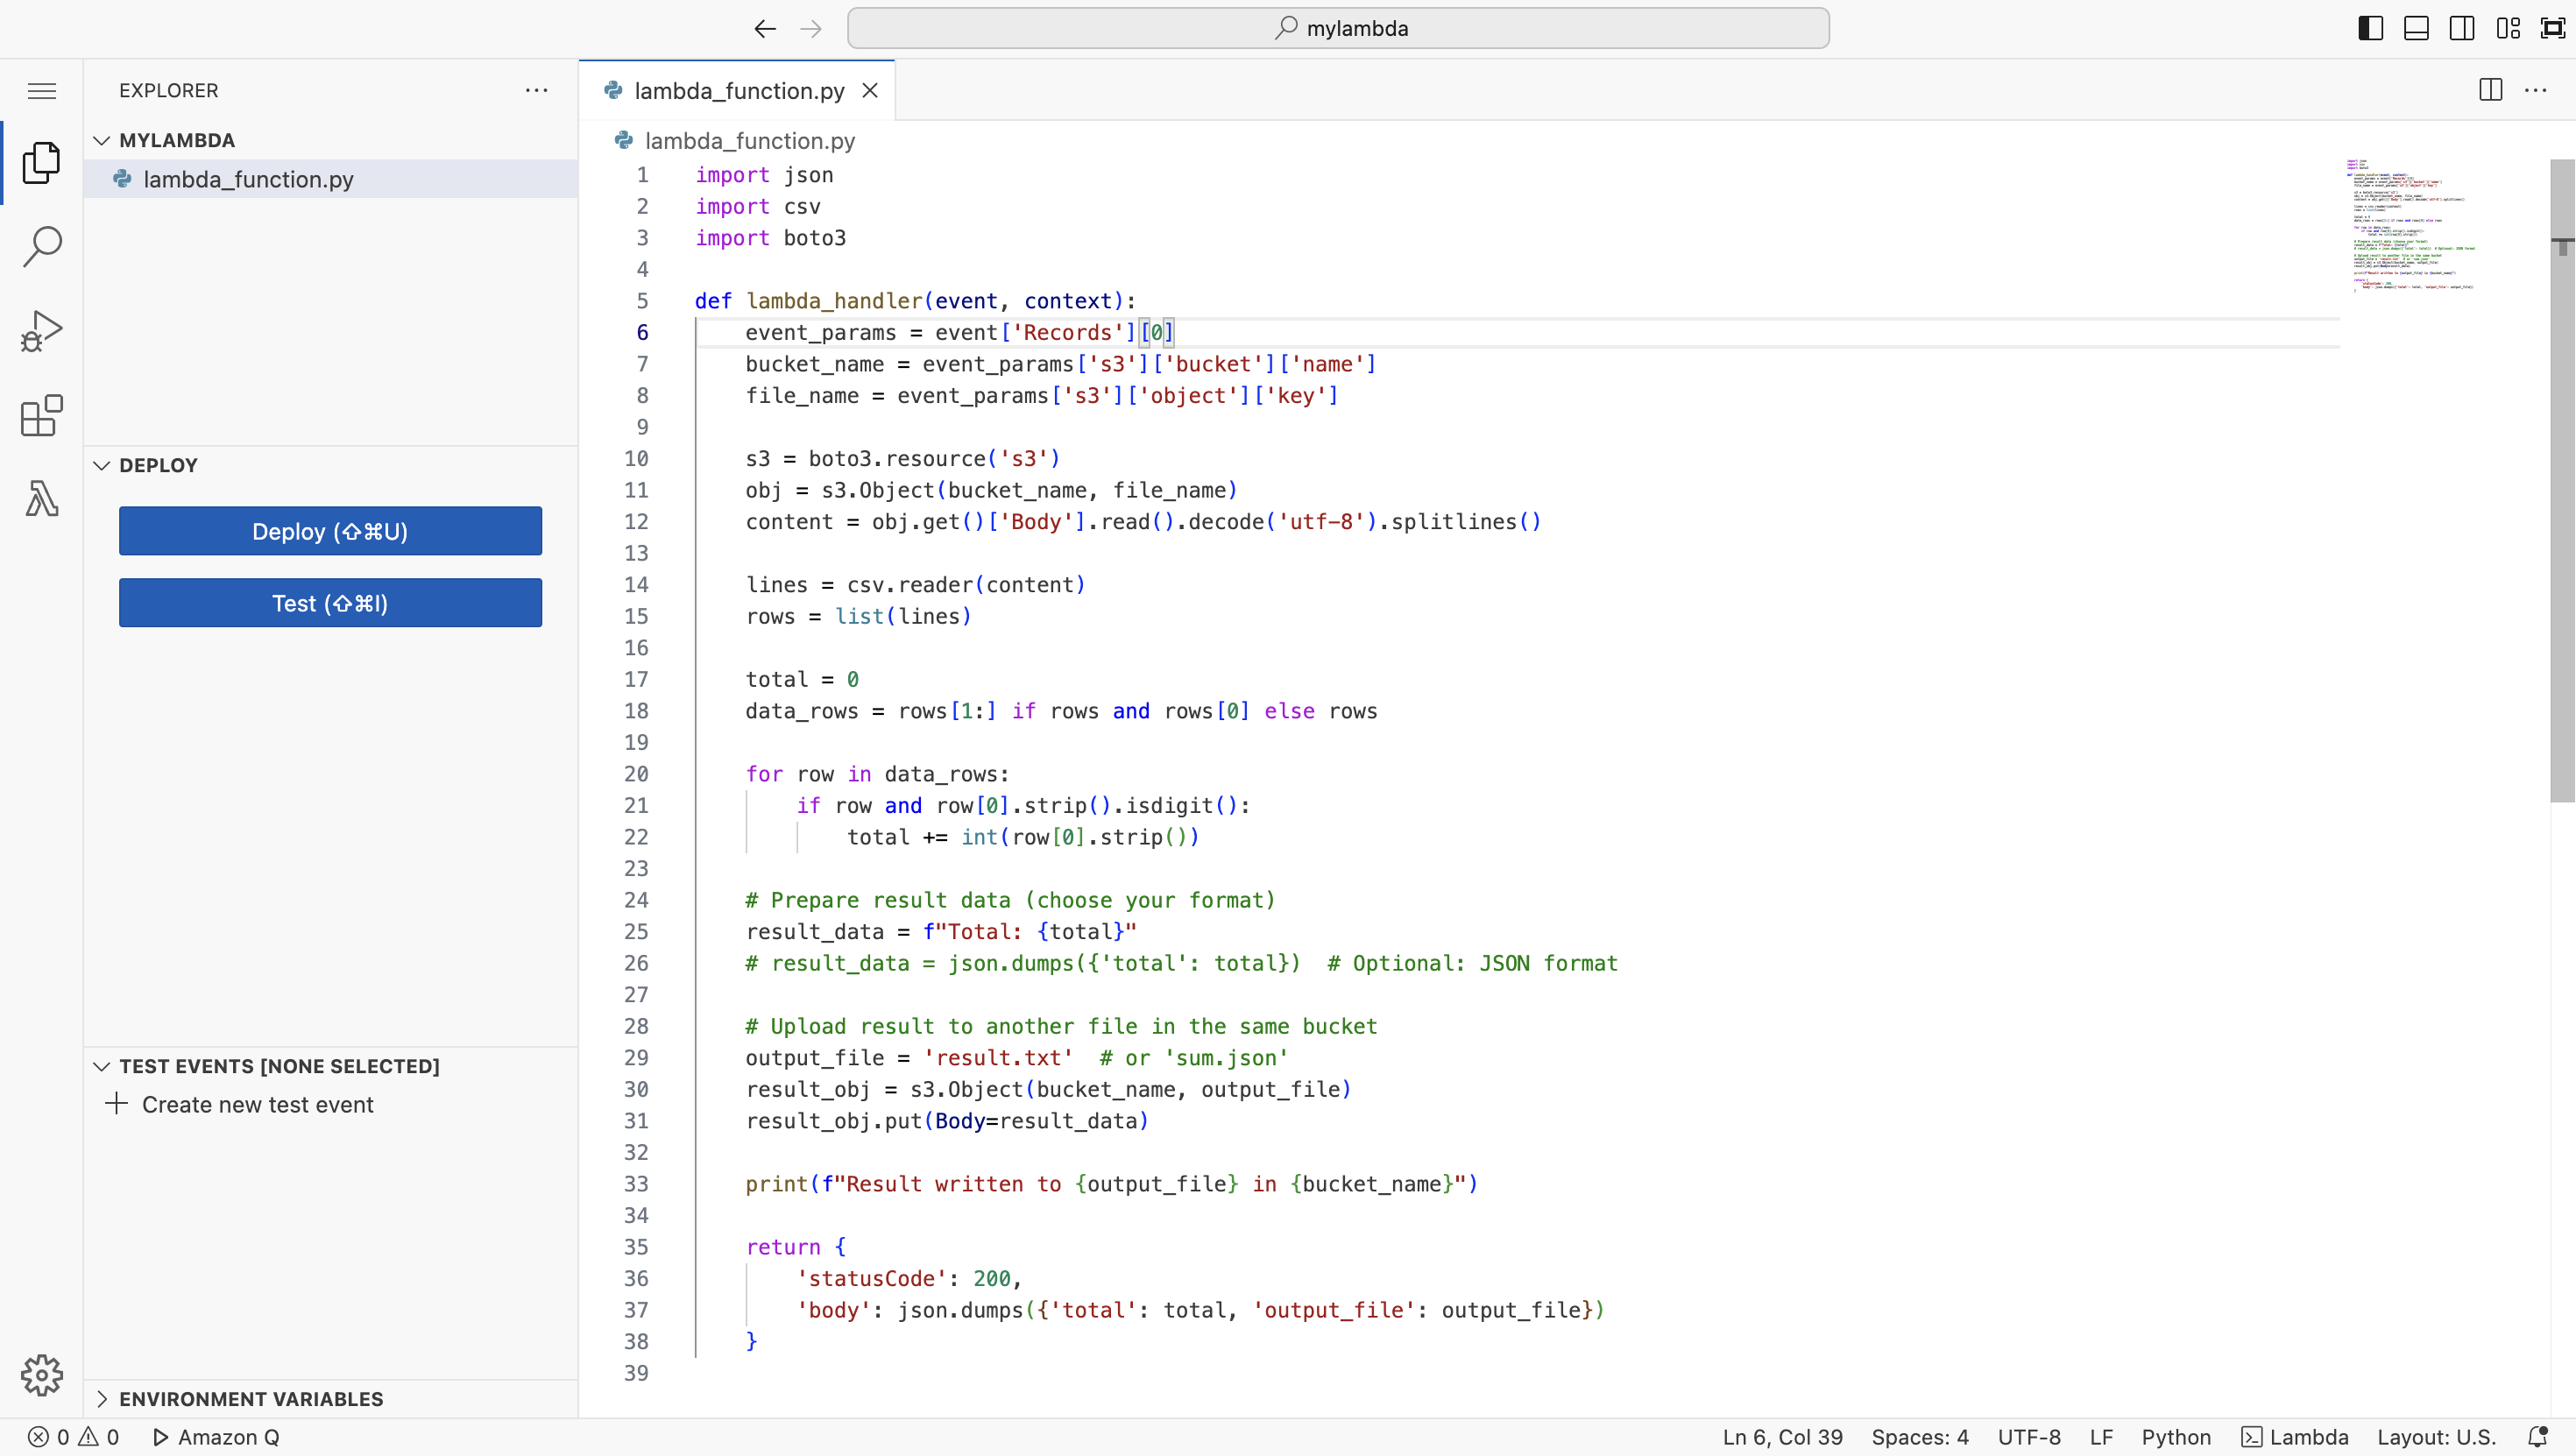 mylambda
EXPLORER
MYLAMBDA
lambda_function.py
DEPLOY
Deploy (⇧⌘U)
Test (⇧⌘I)
TEST EVENTS [NONE SELECTED]
Create new test event
ENVIRONMENT VARIABLES
lambda_function.py
lambda_function.py
1 import json
2 import csv
3 import boto3
4
5 def lambda_handler(event, context):
6     event_params = event['Records'][0]
7     bucket_name = event_params['s3']['bucket']['name']
8     file_name = event_params['s3']['object']['key']
9
10     s3 = boto3.resource('s3')
11     obj = s3.Object(bucket_name, file_name)
12     content = obj.get()['Body'].read().decode('utf-8').splitlines()
13
14     lines = csv.reader(content)
15     rows = list(lines)
16
17     total = 0
18     data_rows = rows[1:] if rows and rows[0] else rows
19
20     for row in data_rows:
21         if row and row[0].strip().isdigit():
22             total += int(row[0].strip())
23
24     # Prepare result data (choose your format)
25     result_data = f"Total: {total}"
26     # result_data = json.dumps({'total': total})  # Optional: JSON format
27
28     # Upload result to another file in the same bucket
29     output_file = 'result.txt'  # or 'sum.json'
30     result_obj = s3.Object(bucket_name, output_file)
31     result_obj.put(Body=result_data)
32
33     print(f"Result written to {output_file} in {bucket_name}")
34
35     return {
36         'statusCode': 200,
37         'body': json.dumps({'total': total, 'output_file': output_file})
38     }
39
0 0 Amazon Q
Ln 6, Col 39 Spaces: 4 UTF-8 LF Python Lambda Layout: U.S.